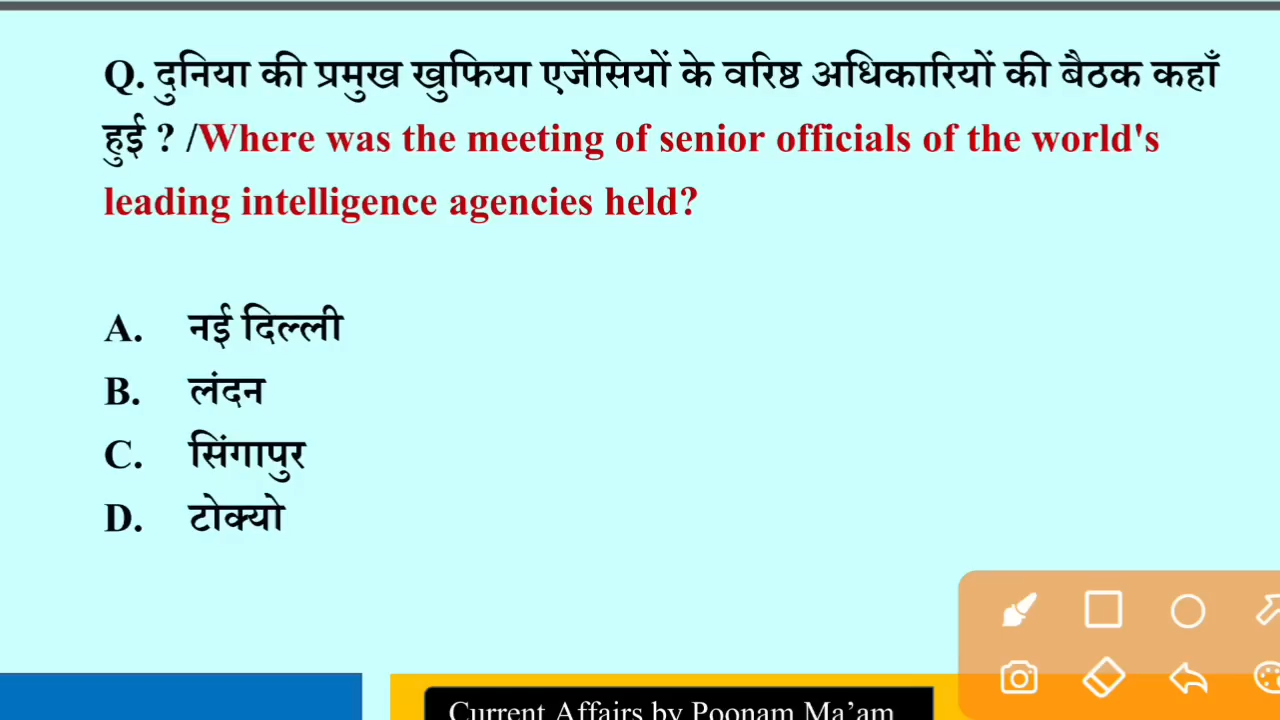 Q. दुनिया की प्रमुख खुफिया एजेंसियों के वरिष्ठ अधिकारियों की बैठक कहाँ
हुई ? /Where was the meeting of senior officials of the world's
leading intelligence agencies held?
A. नई दिल्ली
B. लंदन
C. सिंगापुर
D. टोक्यो
Current Affairs by Poonam Ma’am